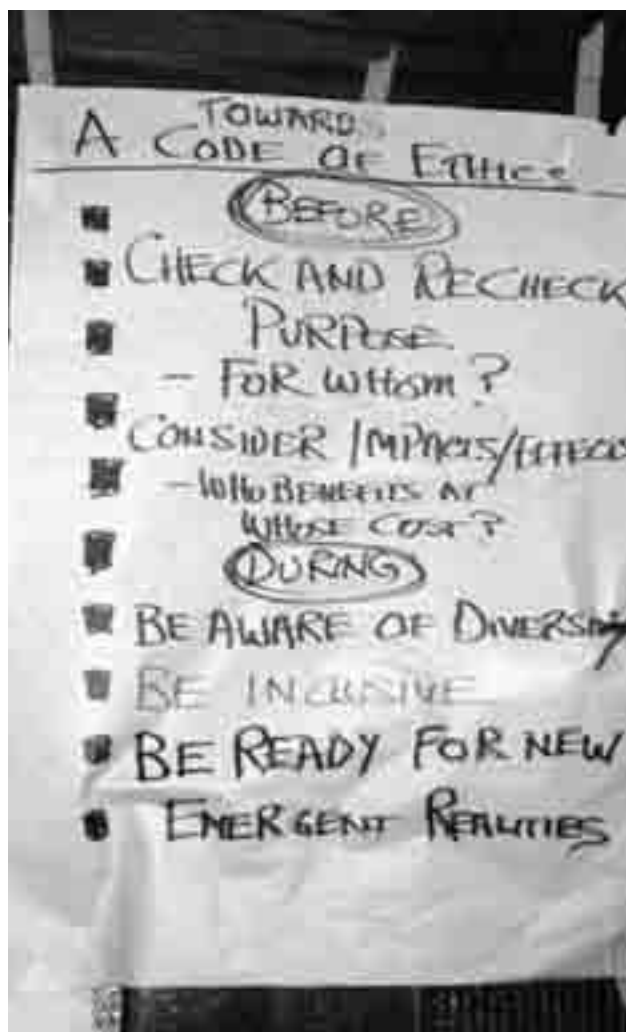 TOWARDS
A CODE OF ETHICS
BEFORE
CHECK AND RECHECK
PURPOSE
- FOR WHOM?
CONSIDER IMPACTS/EFFECTS
- WHO BENEFITS AT
WHOSE COST?
DURING
BE AWARE OF DIVERSITY
BE INCLUSIVE
BE READY FOR NEW
EMERGENT REALITIES